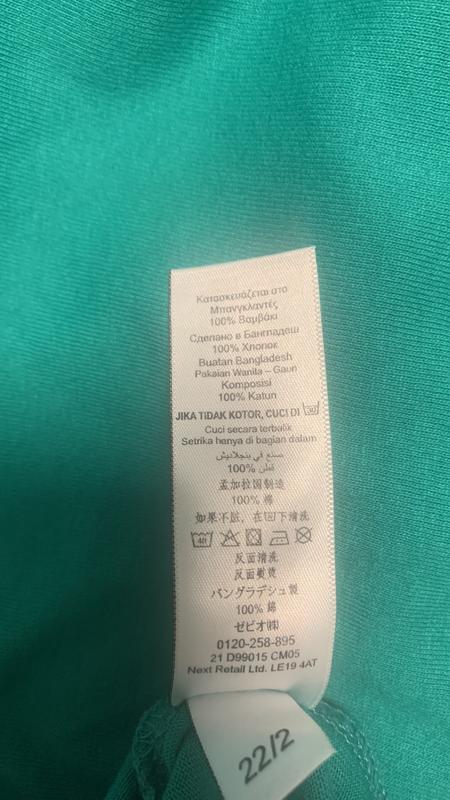 Κατασκευάζεται στο
Μπανγκλαντές
100% Βαμβάκι
Сделано в Бангладеш
100% Хлопок
Buatan Bangladesh
Pakaian Wanita – Gaun
Komposisi
100% Katun
JIKA TIDAK KOTOR, CUCI DI 30
Cuci secara terbalik
Setrika hanya di bagian dalam
صنع في بنجلاديش
100% قطن
孟加拉国制造
100% 棉
如果不脏，在30下清洗
40
反面清洗
反面熨烫
バングラデシュ製
100% 綿
ゼビオ㈱
0120-258-895
21 D99015 CM05
Next Retail Ltd. LE19 4AT
22/2